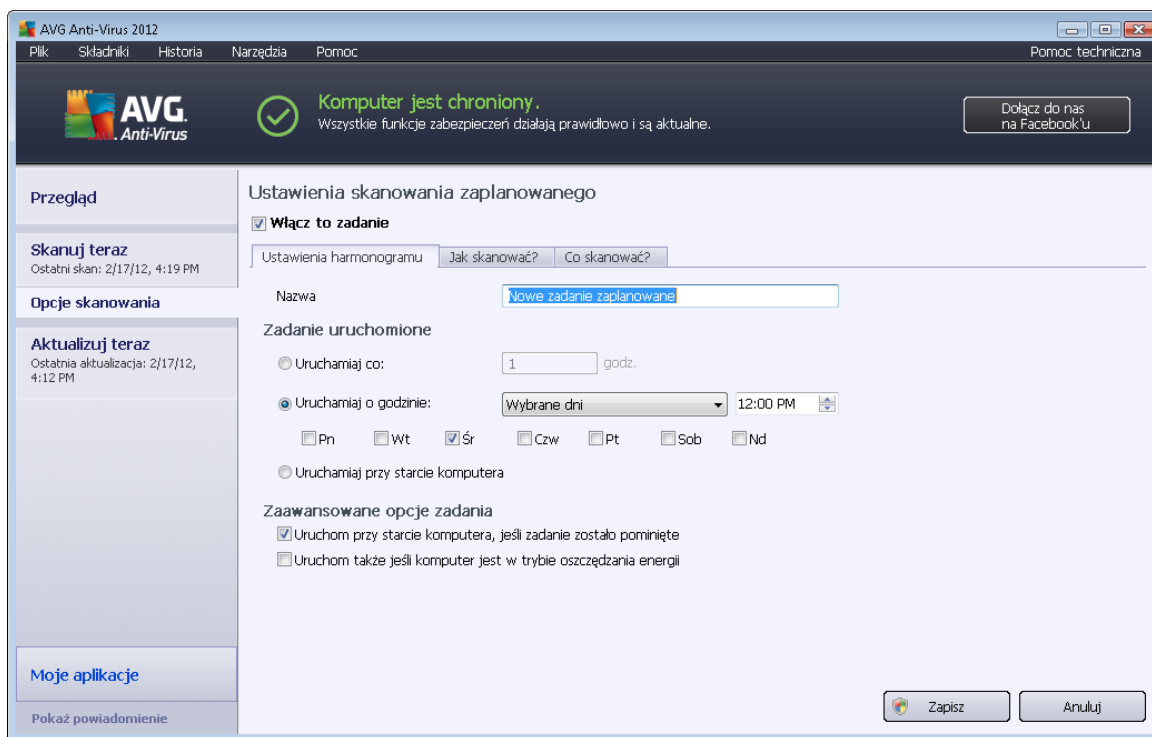 AVG Anti-Virus 2012
Plik Składniki Historia Narzędzia Pomoc Pomoc techniczna
AVG.
Anti-Virus
Komputer jest chroniony.
Wszystkie funkcje zabezpieczeń działają prawidłowo i są aktualne.
Dołącz do nas
na Facebook'u
Przegląd
Skanuj teraz
Ostatni skan: 2/17/12, 4:19 PM
Opcje skanowania
Aktualizuj teraz
Ostatnia aktualizacja: 2/17/12,
4:12 PM
Moje aplikacje
Pokaż powiadomienie
Ustawienia skanowania zaplanowanego
Włącz to zadanie
Ustawienia harmonogramu Jak skanować? Co skanować?
Nazwa Nowe zadanie zaplanowane
Zadanie uruchomione
Uruchamiaj co: 1 godz.
Uruchamiaj o godzinie: Wybrane dni 12:00 PM
Pn Wt Śr Czw Pt Sob Nd
Uruchamiaj przy starcie komputera
Zaawansowane opcje zadania
Uruchom przy starcie komputera, jeśli zadanie zostało pominięte
Uruchom także jeśli komputer jest w trybie oszczędzania energii
Zapisz Anuluj